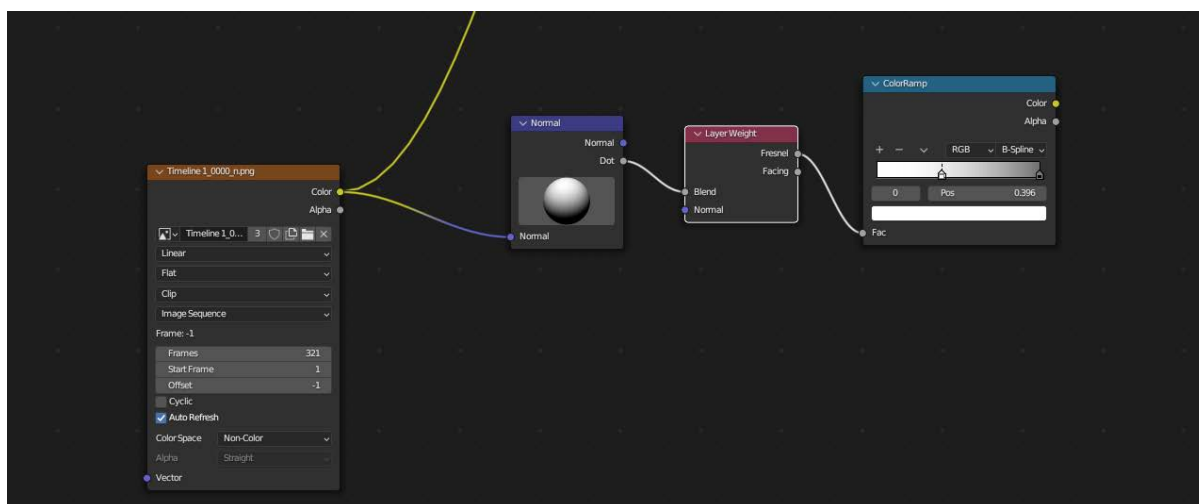 Timeline 1_0000_n.png
Color
Alpha
Timeline 1_0... 3
Linear
Flat
Clip
Image Sequence
Frame: -1
Frames 321
Start Frame 1
Offset -1
Cyclic
Auto Refresh
Color Space Non-Color
Alpha Straight
Vector
Normal
Normal
Dot
Normal
Layer Weight
Fresnel
Facing
Blend
Normal
ColorRamp
Color
Alpha
+ − RGB B-Spline
0 Pos 0.396
Fac